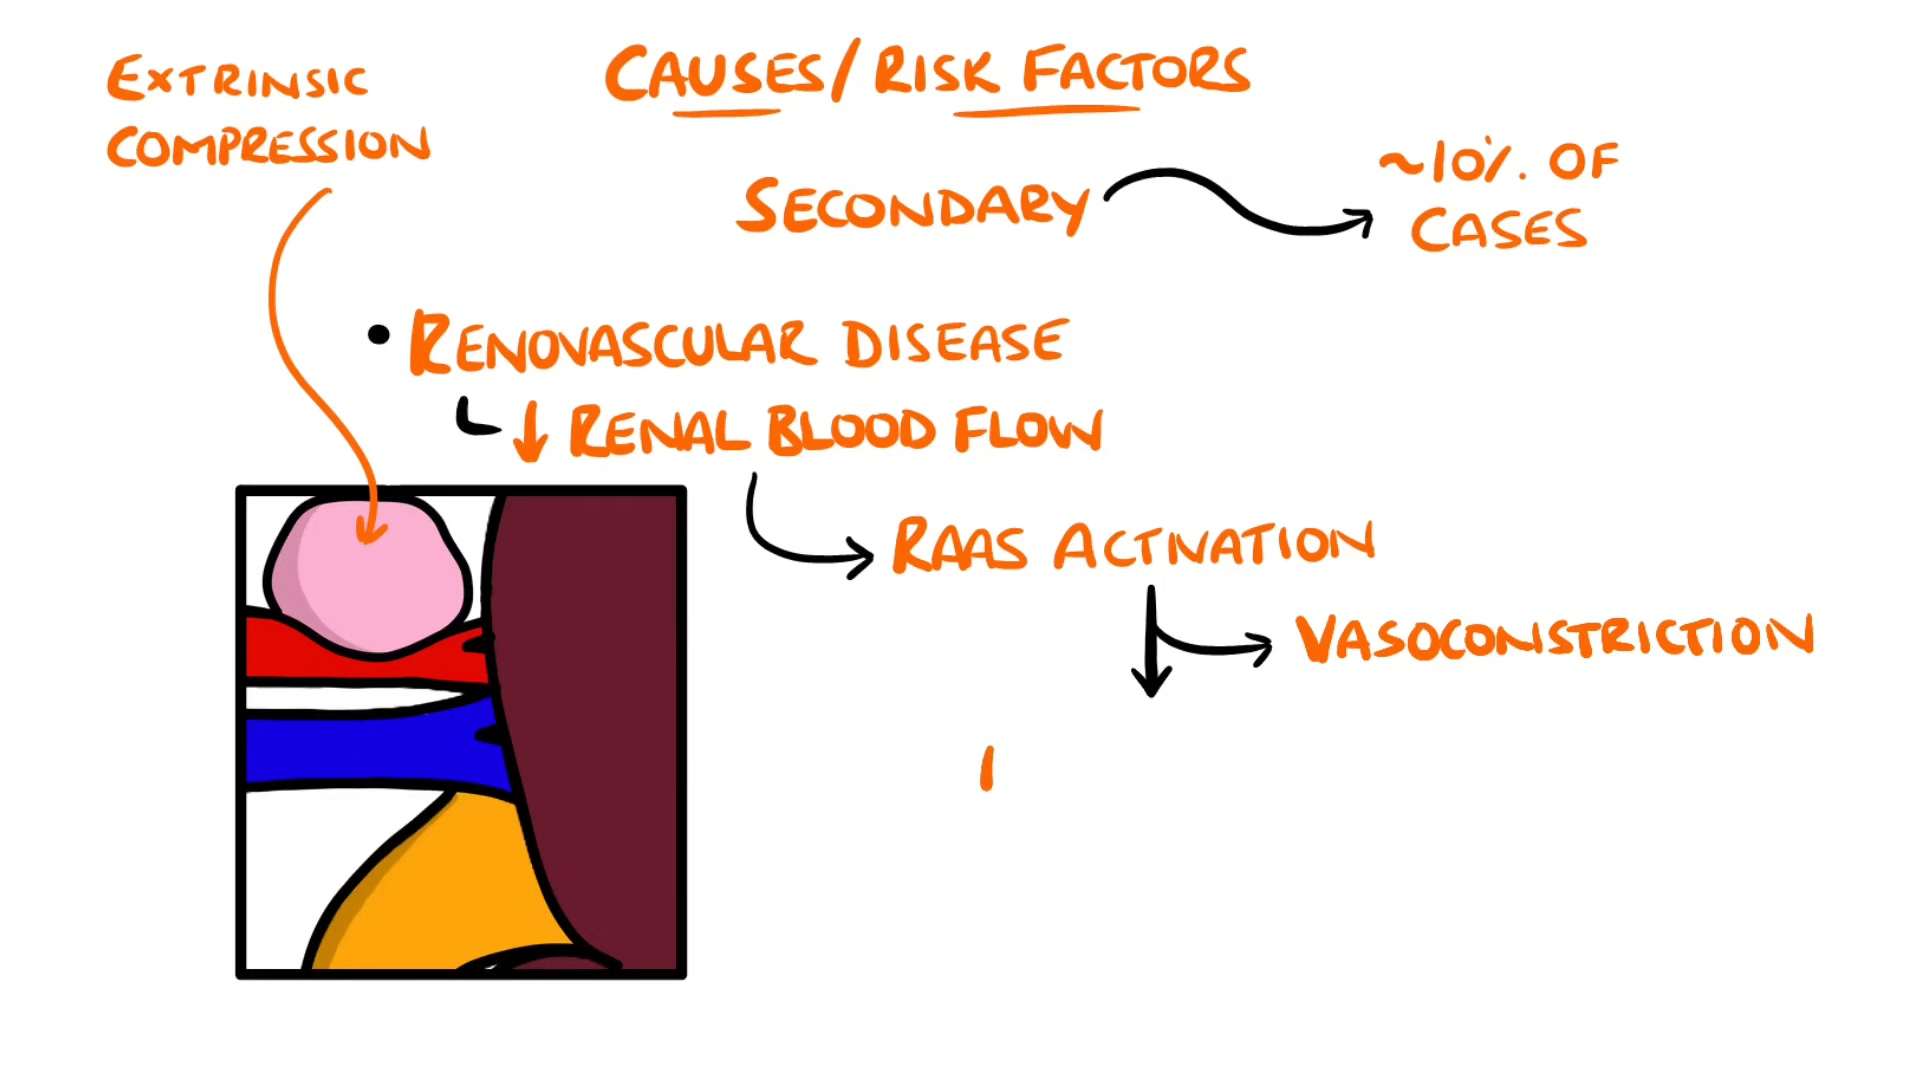 EXTRINSIC
COMPRESSION
CAUSES/RISK FACTORS
SECONDARY
~10% OF
CASES
• RENOVASCULAR DISEASE
↓ RENAL BLOOD FLOW
RAAS ACTIVATION
VASOCONSTRICTION